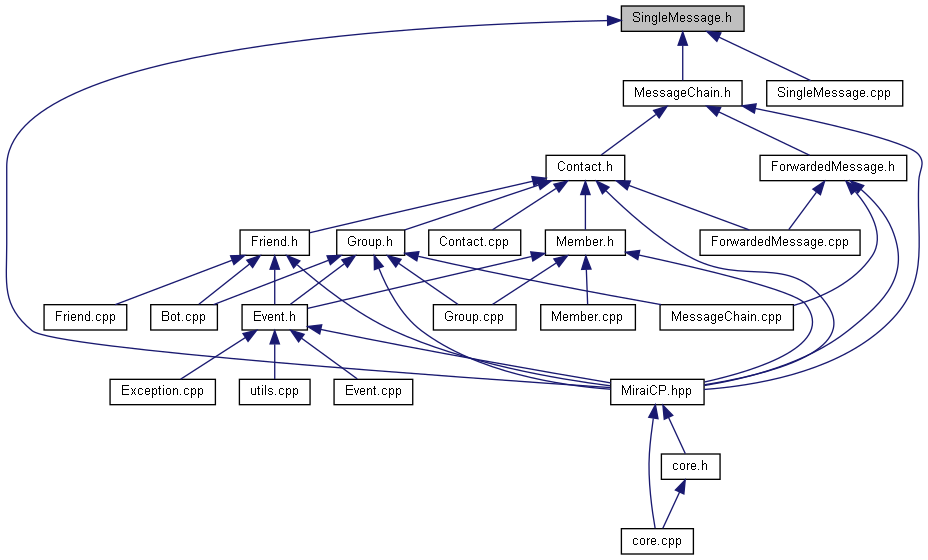 SingleMessage.h
MessageChain.h
SingleMessage.cpp
Contact.h
ForwardedMessage.h
Friend.h
Group.h
Contact.cpp
Member.h
ForwardedMessage.cpp
Friend.cpp
Bot.cpp
Event.h
Group.cpp
Member.cpp
MessageChain.cpp
Exception.cpp
utils.cpp
Event.cpp
MiraiCP.hpp
core.h
core.cpp